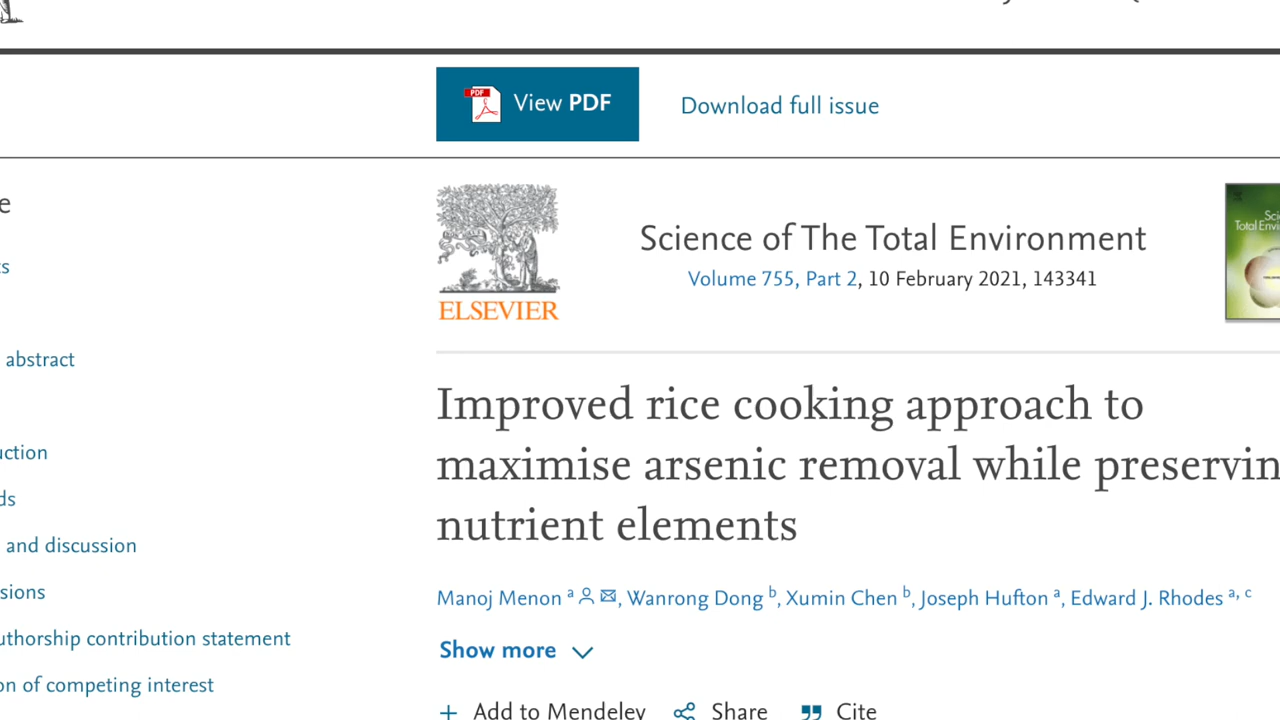 View PDF
Download full issue
e
ELSEVIER
Science of The Total Environment
Volume 755, Part 2, 10 February 2021, 143341
abstract
and discussion
Improved rice cooking approach to
maximise arsenic removal while preservin
nutrient elements
Manoj Menon a, Wanrong Dong b, Xumin Chen b, Joseph Hufton a, Edward J. Rhodes a, c
Show more
uthorship contribution statement
on of competing interest
Add to Mendeley
Share
Cite